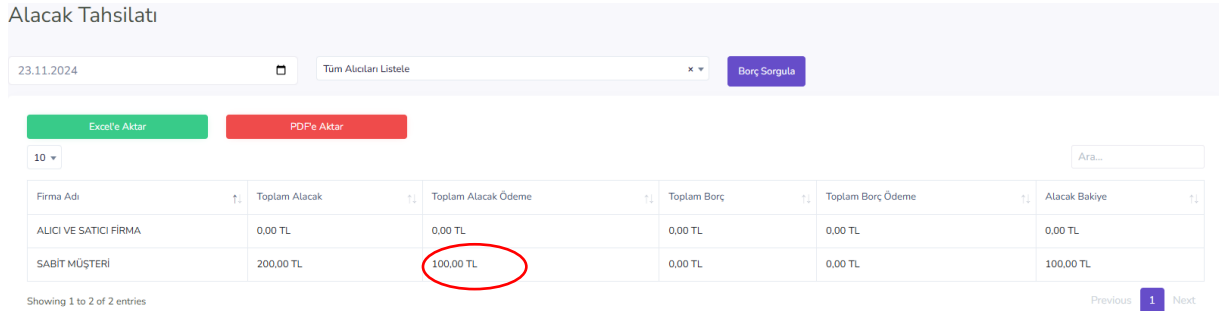 Alacak Tahsilatı
23.11.2024 Tüm Alıcıları Listele × Borç Sorgula
Excel'e Aktar PDF'e Aktar
10 Ara...
Firma Adı Toplam Alacak Toplam Alacak Ödeme Toplam Borç Toplam Borç Ödeme Alacak Bakiye
ALICI VE SATICI FİRMA 0,00 TL 0,00 TL 0,00 TL 0,00 TL 0,00 TL
SABİT MÜŞTERİ 200,00 TL 100,00 TL 0,00 TL 0,00 TL 100,00 TL
Showing 1 to 2 of 2 entries Previous 1 Next